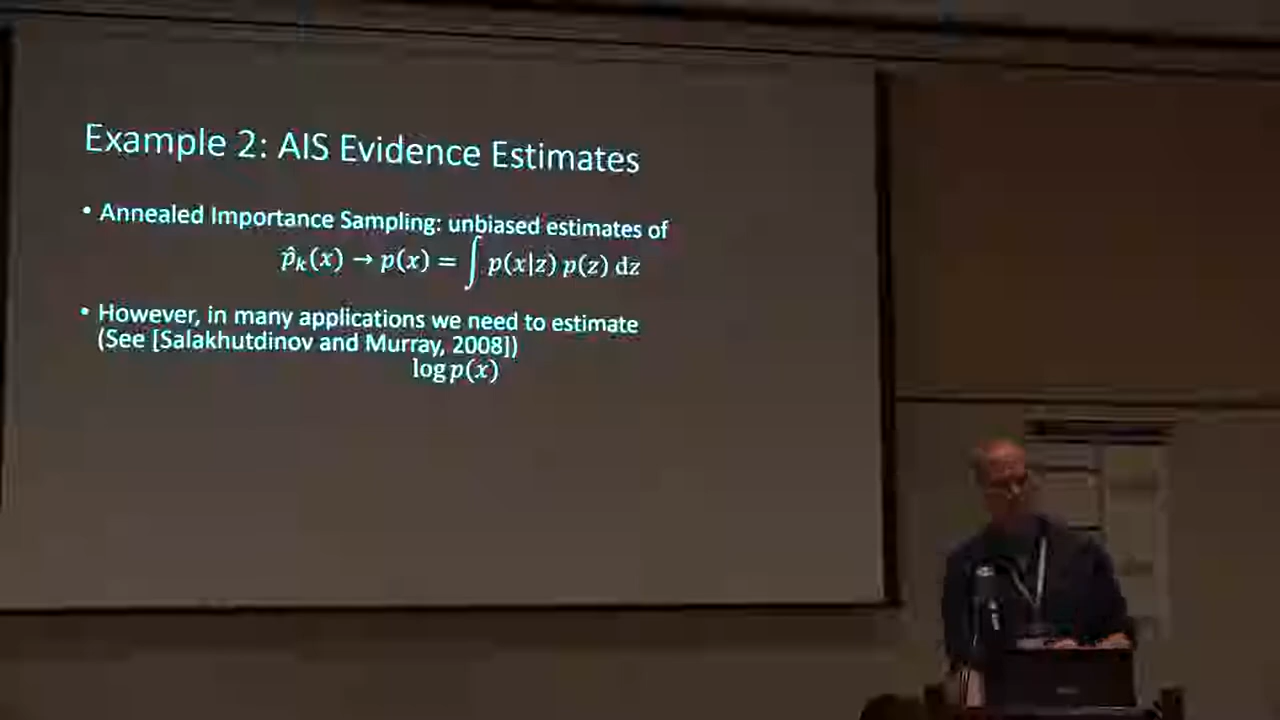 Example 2: AIS Evidence Estimates
• Annealed Importance Sampling: unbiased estimates of
p̂ₖ(x) → p(x) = ∫ p(x|z) p(z) dz
• However, in many applications we need to estimate
(See [Salakhutdinov and Murray, 2008])
log p(x)